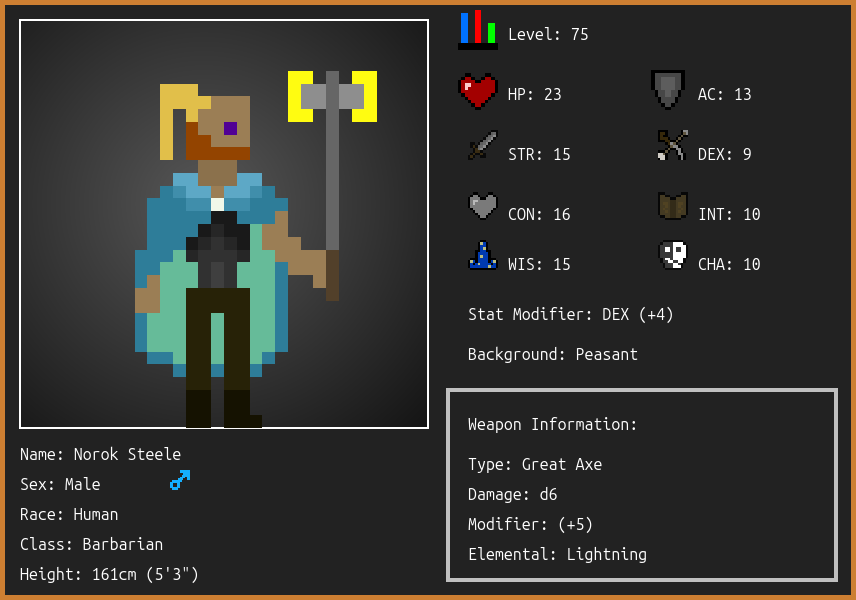 Level: 75
HP: 23
AC: 13
STR: 15
DEX: 9
CON: 16
INT: 10
WIS: 15
CHA: 10
Stat Modifier: DEX (+4)
Background: Peasant
Weapon Information:
Type: Great Axe
Damage: d6
Modifier: (+5)
Elemental: Lightning
Name: Norok Steele
Sex: Male
Race: Human
Class: Barbarian
Height: 161cm (5'3")